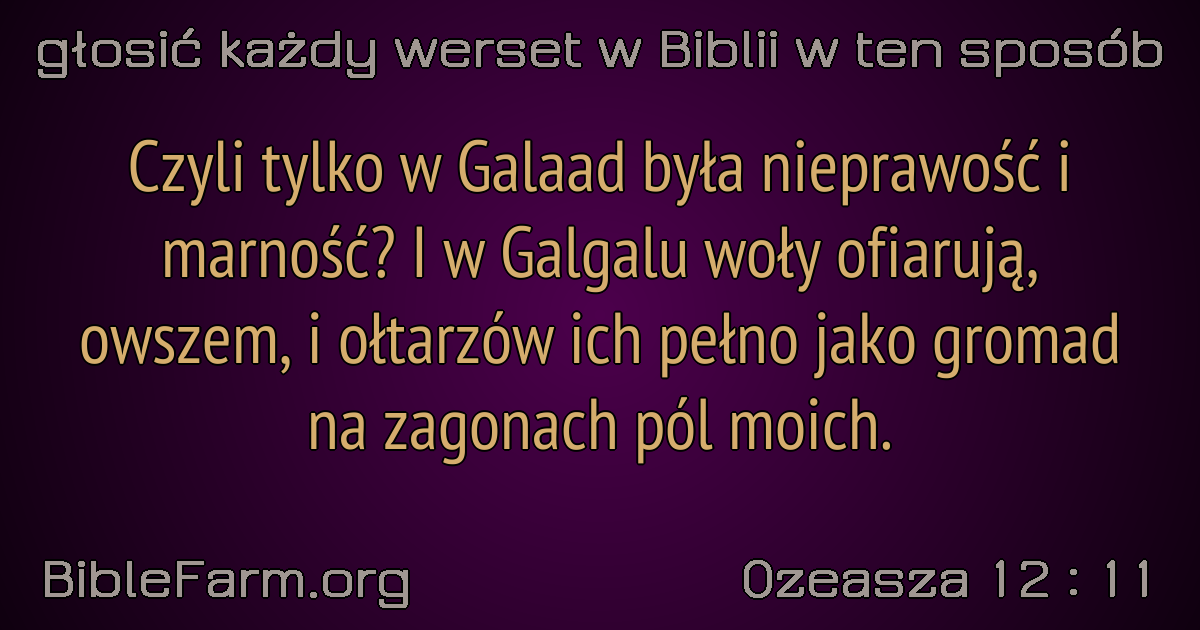 głosić każdy werset w Biblii w ten sposób
Czyli tylko w Galaad była nieprawość i
marność? I w Galgalu woły ofiarują,
owszem, i ołtarzów ich pełno jako gromad
na zagonach pól moich.
BibleFarm.org
Ozeasza 12 : 11